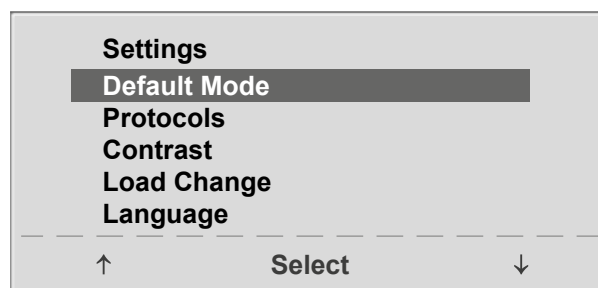 Settings
Default Mode
Protocols
Contrast
Load Change
Language
↑ Select ↓